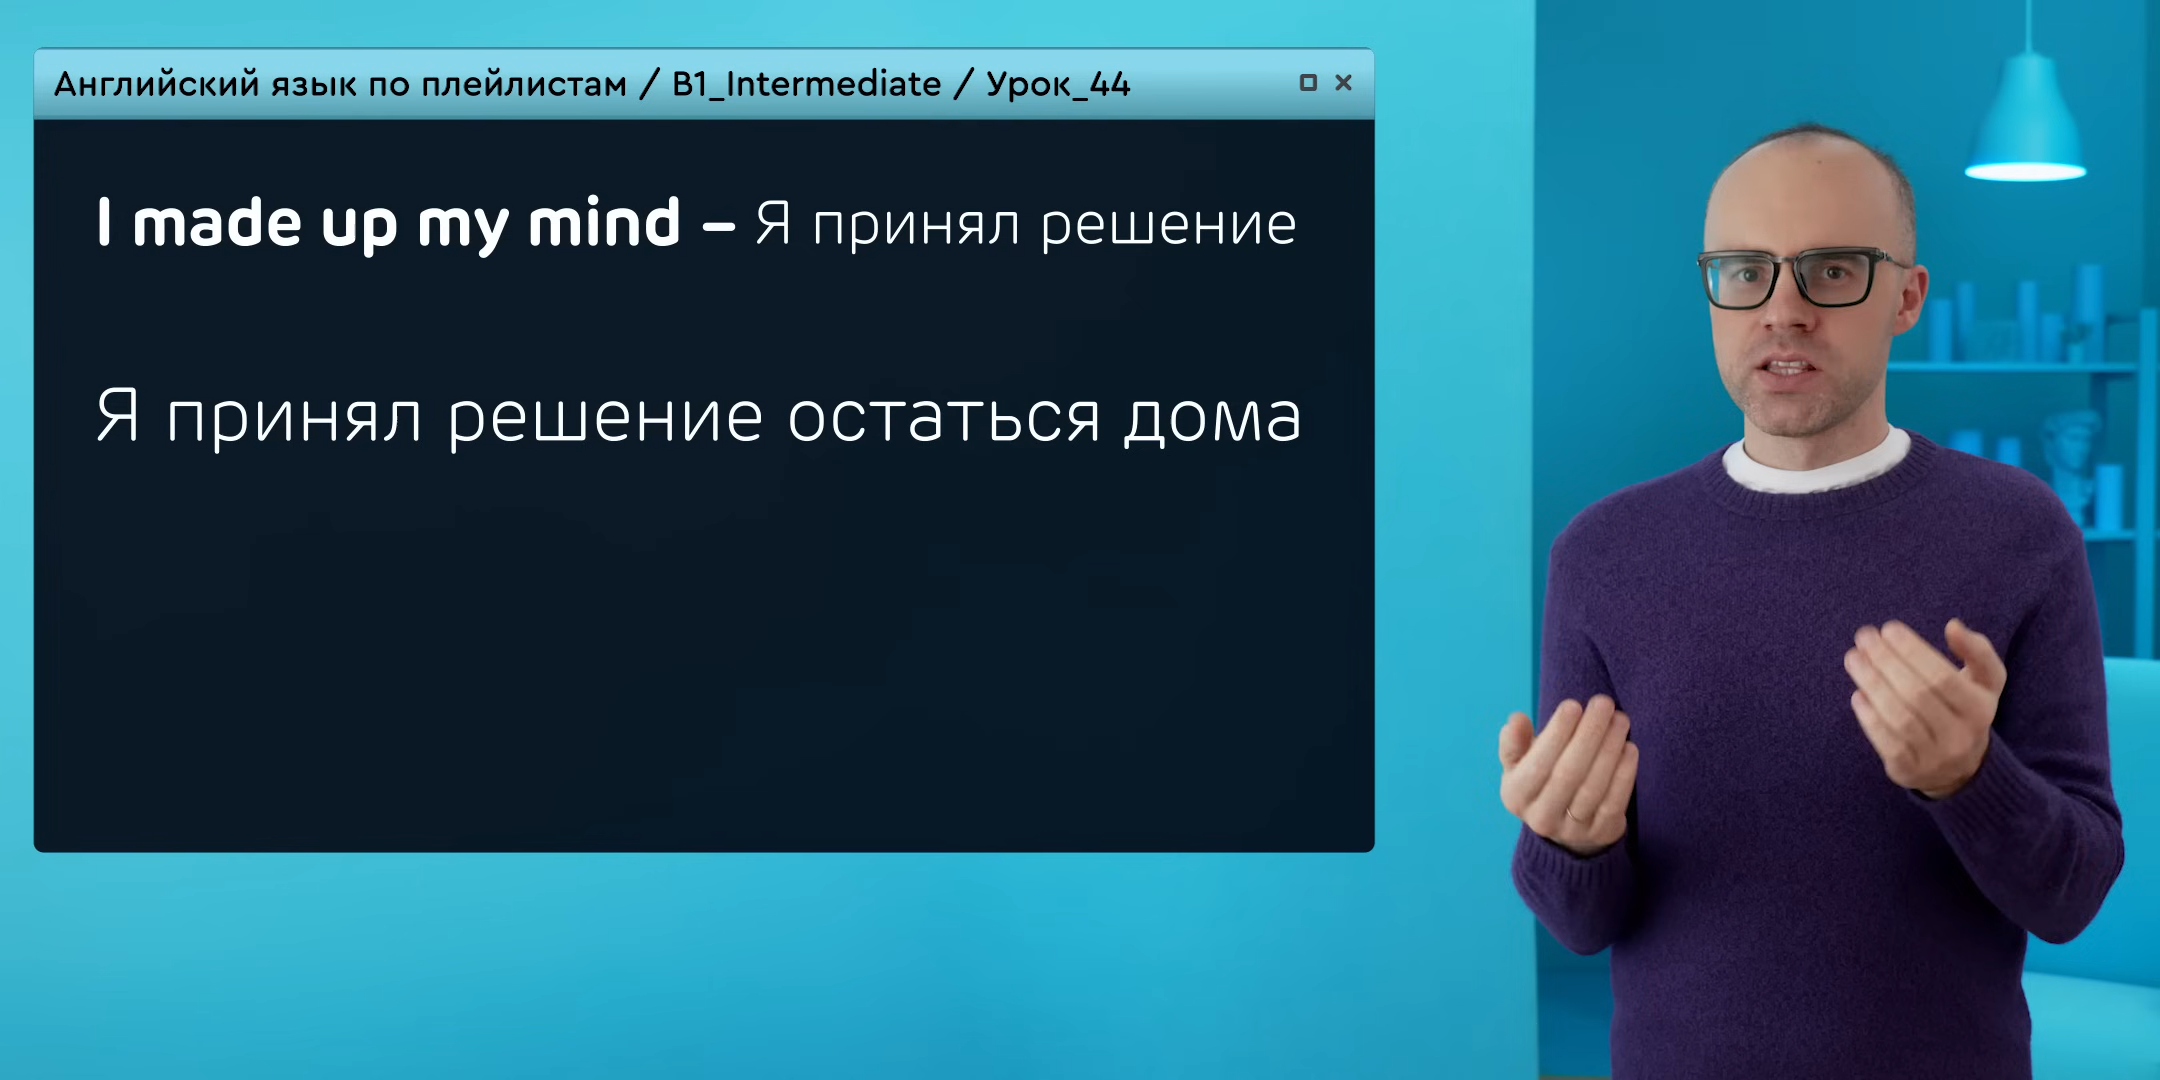 Английский язык по плейлистам / B1_Intermediate / Урок_44
I made up my mind – Я принял решение
Я принял решение остаться дома